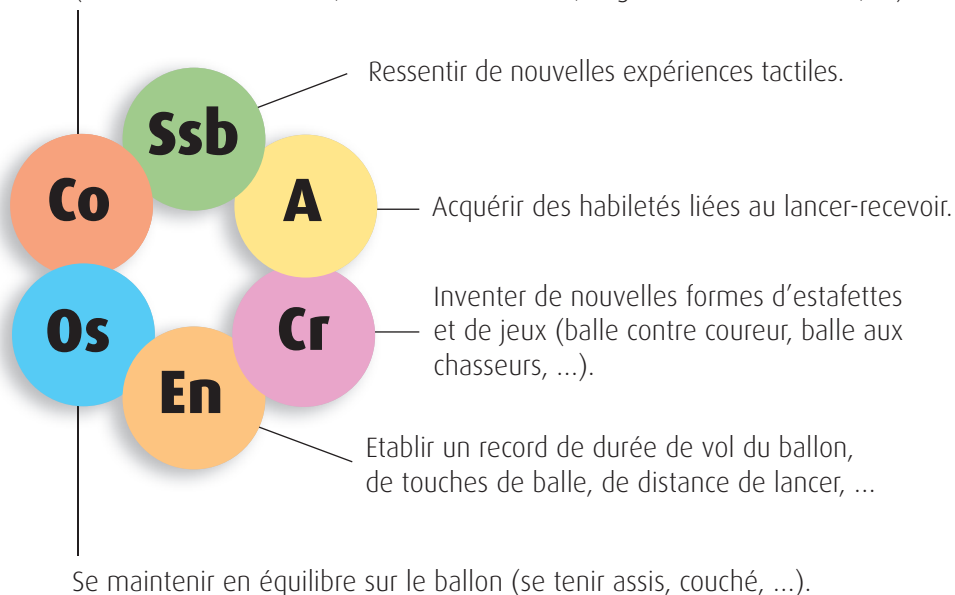 Ressentir de nouvelles expériences tactiles.
Ssb
Co
A
Acquérir des habiletés liées au lancer-recevoir.
Inventer de nouvelles formes d'estafettes
et de jeux (balle contre coureur, balle aux
chasseurs, ...).
Os
Cr
En
Etablir un record de durée de vol du ballon,
de touches de balle, de distance de lancer, ...
Se maintenir en équilibre sur le ballon (se tenir assis, couché, ...).